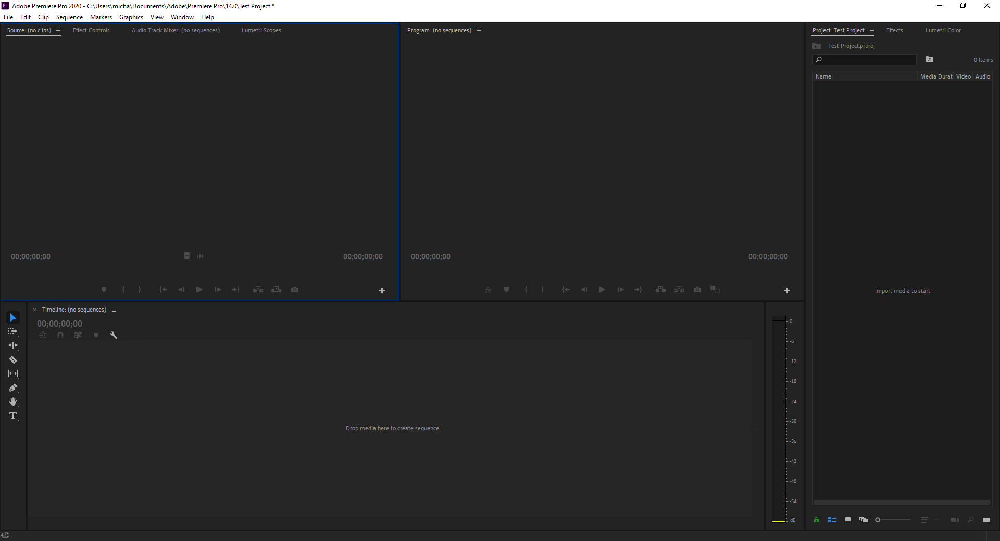 Pr Adobe Premiere Pro 2020 - C:\Users\micha\Documents\Adobe\Premiere Pro\14.0\Test Project *
File Edit Clip Sequence Markers Graphics View Window Help
Source: (no clips) Effect Controls Audio Track Mixer: (no sequences) Lumetri Scopes
Program: (no sequences)
Project: Test Project Effects Lumetri Color
Test Project.prproj
0 Items
Name Media Durat Video Audio
00;00;00;00 00;00;00;00
00;00;00;00 00;00;00;00
fx
Import media to start
× Timeline: (no sequences)
00;00;00;00
Drop media here to create sequence.
T
0
-6
-12
-18
-24
-30
-36
-42
-48
-54
dB